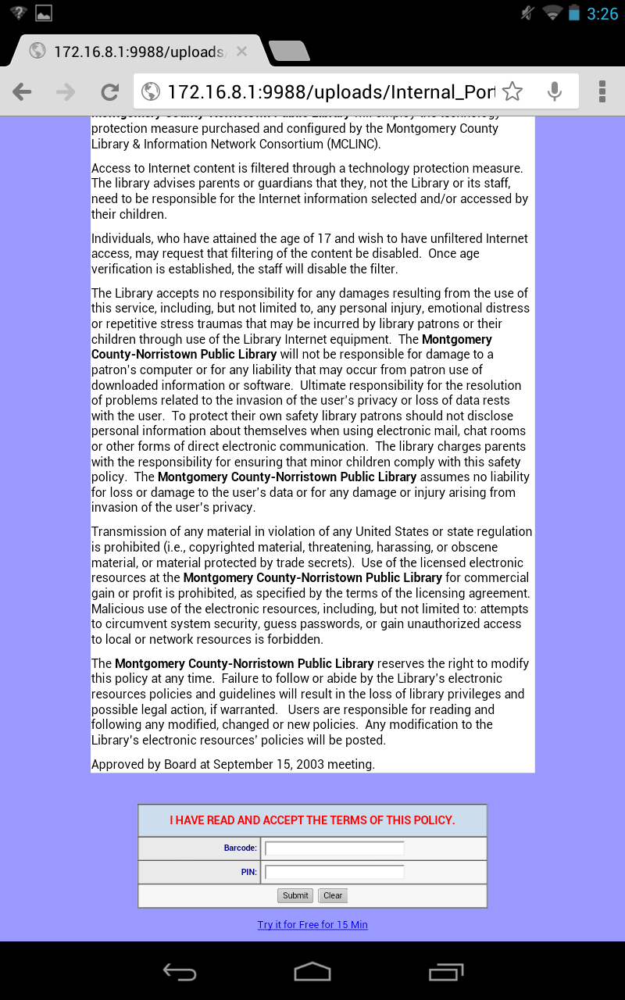 3:26
172.16.8.1:9988/uploads
172.16.8.1:9988/uploads/Internal_Port
Montgomery County-Norristown Public Library will employ the technology
protection measure purchased and configured by the Montgomery County
Library & Information Network Consortium (MCLINC).
Access to Internet content is filtered through a technology protection measure.
The library advises parents or guardians that they, not the Library or its staff,
need to be responsible for the Internet information selected and/or accessed by
their children.
Individuals, who have attained the age of 17 and wish to have unfiltered Internet
access, may request that filtering of the content be disabled.  Once age
verification is established, the staff will disable the filter.
The Library accepts no responsibility for any damages resulting from the use of
this service, including, but not limited to, any personal injury, emotional distress
or repetitive stress traumas that may be incurred by library patrons or their
children through use of the Library Internet equipment.  The Montgomery
County-Norristown Public Library will not be responsible for damage to a
patron's computer or for any liability that may occur from patron use of
downloaded information or software.  Ultimate responsibility for the resolution
of problems related to the invasion of the user's privacy or loss of data rests
with the user.  To protect their own safety library patrons should not disclose
personal information about themselves when using electronic mail, chat rooms
or other forms of direct electronic communication.  The library charges parents
with the responsibility for ensuring that minor children comply with this safety
policy.  The Montgomery County-Norristown Public Library assumes no liability
for loss or damage to the user's data or for any damage or injury arising from
invasion of the user's privacy.
Transmission of any material in violation of any United States or state regulation
is prohibited (i.e., copyrighted material, threatening, harassing, or obscene
material, or material protected by trade secrets).  Use of the licensed electronic
resources at the Montgomery County-Norristown Public Library for commercial
gain or profit is prohibited, as specified by the terms of the licensing agreement.
Malicious use of the electronic resources, including, but not limited to: attempts
to circumvent system security, guess passwords, or gain unauthorized access
to local or network resources is forbidden.
The Montgomery County-Norristown Public Library reserves the right to modify
this policy at any time.  Failure to follow or abide by the Library's electronic
resources policies and guidelines will result in the loss of library privileges and
possible legal action, if warranted.   Users are responsible for reading and
following any modified, changed or new policies.  Any modification to the
Library's electronic resources' policies will be posted.
Approved by Board at September 15, 2003 meeting.
I HAVE READ AND ACCEPT THE TERMS OF THIS POLICY.
Barcode:
PIN:
Submit Clear
Try it for Free for 15 Min